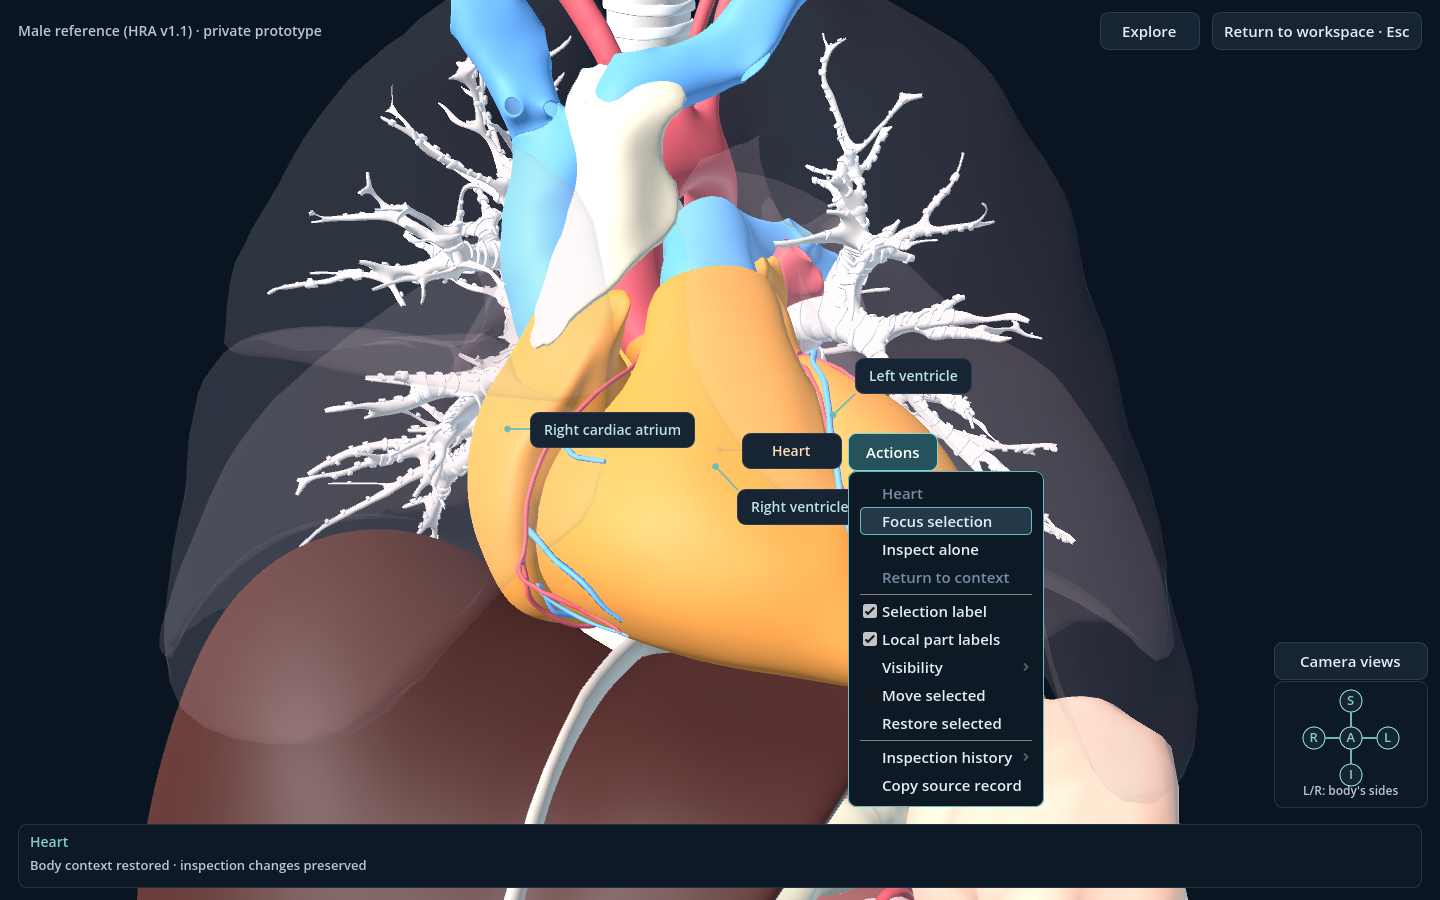 Male reference (HRA v1.1) · private prototype
Explore
Return to workspace · Esc
Left ventricle
Right cardiac atrium
Heart
Actions
Right ventricle
Heart
Focus selection
Inspect alone
Return to context
Selection label
Local part labels
Visibility
Move selected
Restore selected
Inspection history
Copy source record
Camera views
S
R A L
I
L/R: body's sides
Heart
Body context restored · inspection changes preserved